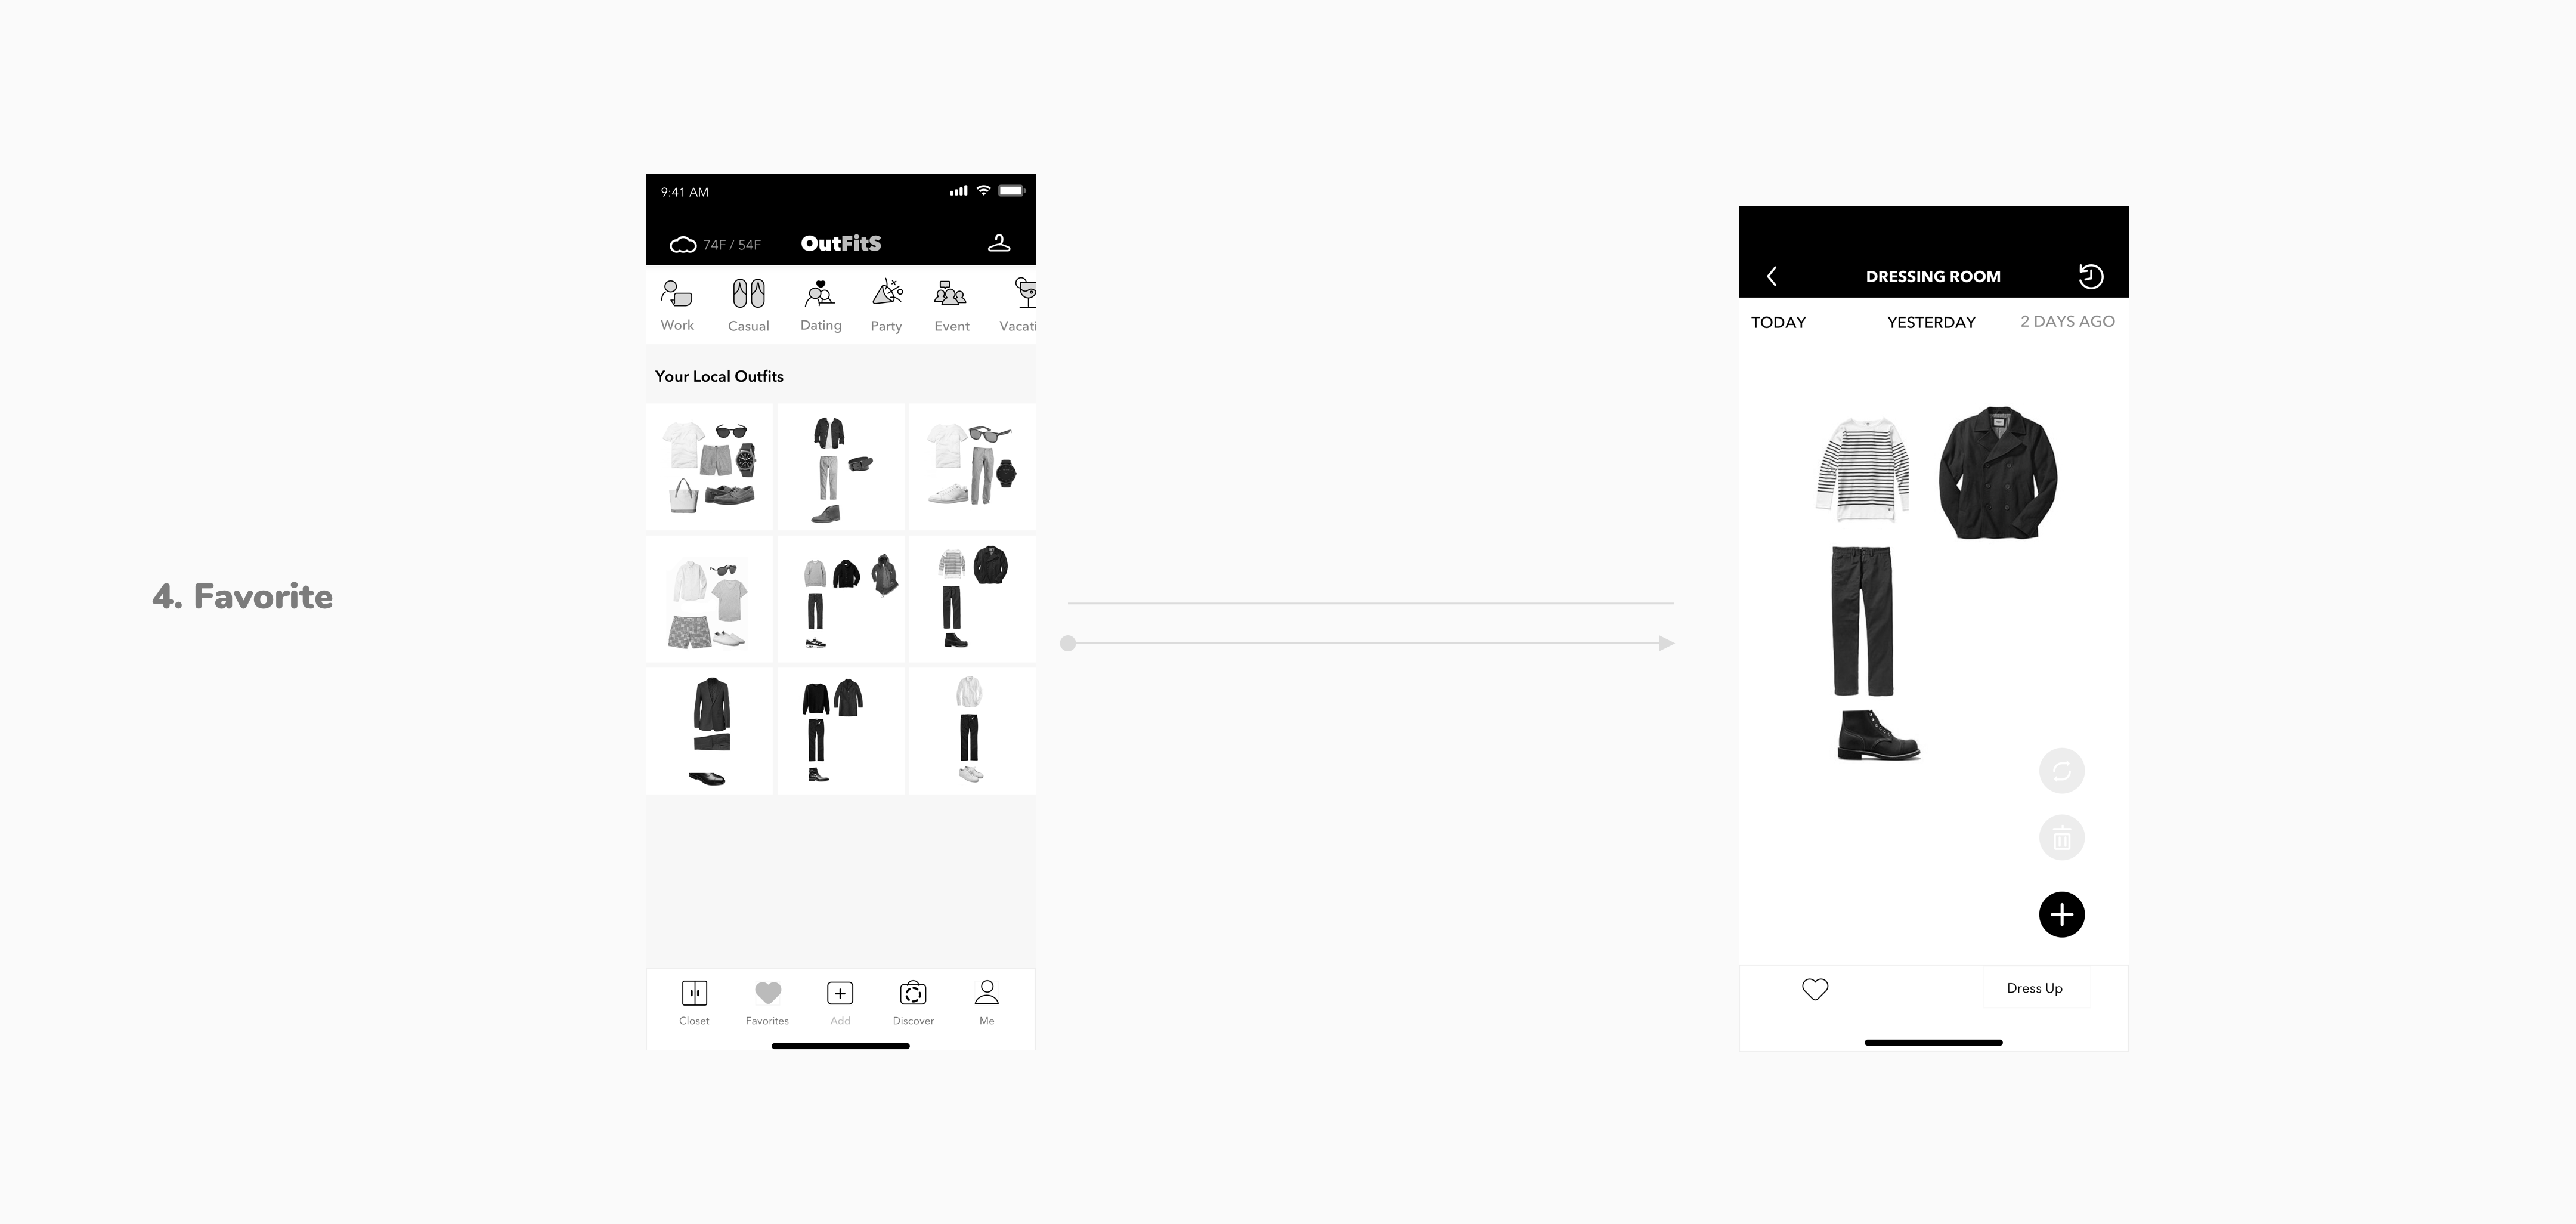 4. Favorite
9:41 AM
74F / 54F
OutFitS
Work
Casual
Dating
Party
Event
Vacati
Your Local Outfits
Closet
Favorites
Add
Discover
Me
DRESSING ROOM
TODAY
YESTERDAY
2 DAYS AGO
Dress Up